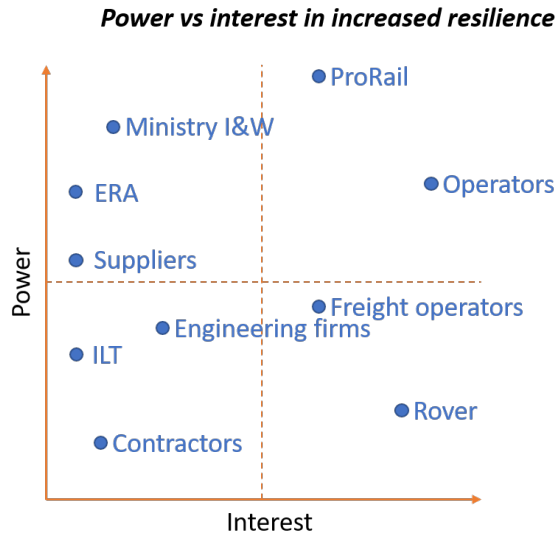 Power vs interest in increased resilience
ProRail
Ministry I&W
Operators
ERA
Suppliers
Power
Freight operators
Engineering firms
ILT
Rover
Contractors
Interest